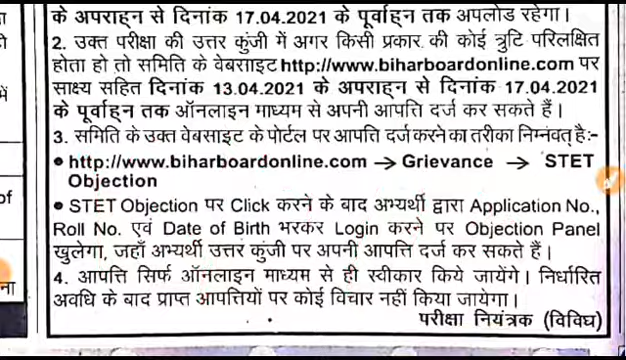 के अपराह्न से दिनांक 17.04.2021 के पूर्वाह्न तक अपलोड रहेगा।
2. उक्त परीक्षा की उत्तर कुंजी में अगर किसी प्रकार की कोई त्रुटि परिलक्षित
होता हो तो समिति के वेबसाइट http://www.biharboardonline.com पर
साक्ष्य सहित दिनांक 13.04.2021 के अपराह्न से दिनांक 17.04.2021
के पूर्वाह्न तक ऑनलाइन माध्यम से अपनी आपत्ति दर्ज कर सकते हैं।
3. समिति के उक्त वेबसाइट के पोर्टल पर आपत्ति दर्ज करने का तरीका निम्नवत् है:-
• http://www.biharboardonline.com → Grievance → STET
Objection
• STET Objection पर Click करने के बाद अभ्यर्थी द्वारा Application No.,
Roll No. एवं Date of Birth भरकर Login करने पर Objection Panel
खुलेगा, जहाँ अभ्यर्थी उत्तर कुंजी पर अपनी आपत्ति दर्ज कर सकते हैं।
4. आपत्ति सिर्फ ऑनलाइन माध्यम से ही स्वीकार किये जायेंगे। निर्धारित
अवधि के बाद प्राप्त आपत्तियों पर कोई विचार नहीं किया जायेगा।
परीक्षा नियंत्रक (विविध)
में
of
ना